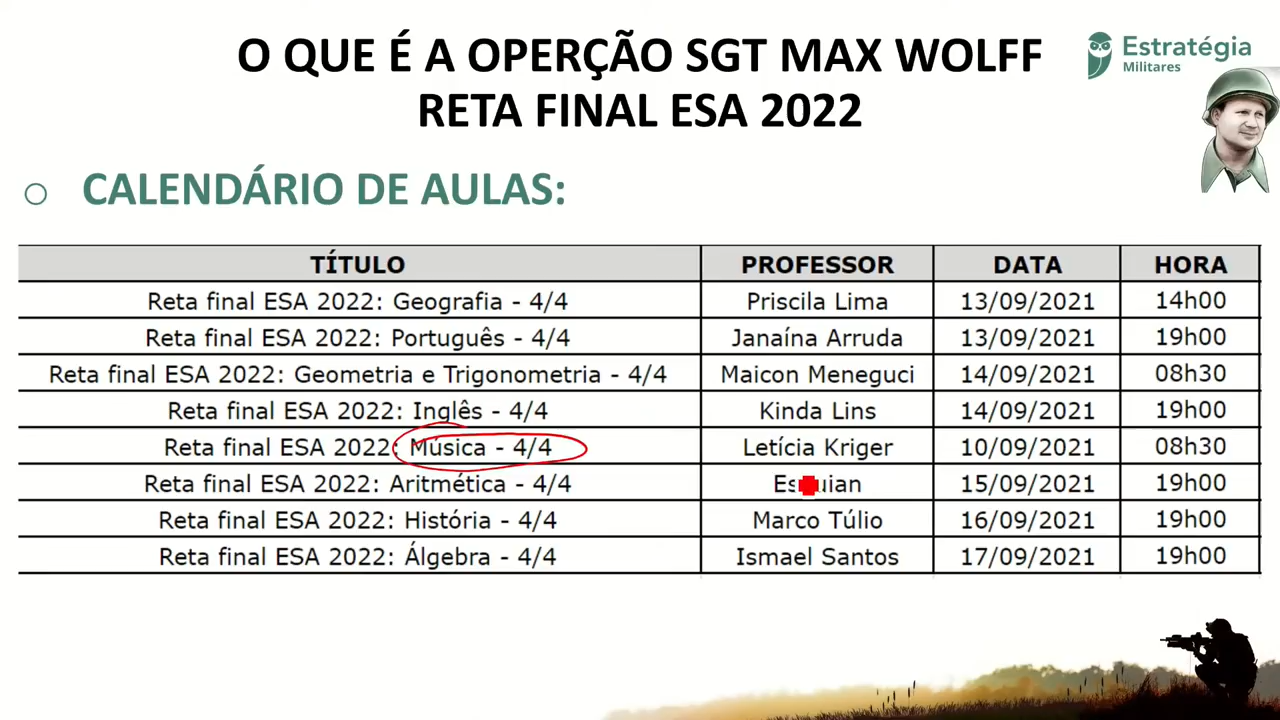 O QUE É A OPERÇÃO SGT MAX WOLFF
RETA FINAL ESA 2022
Estratégia
Militares
CALENDÁRIO DE AULAS:
TÍTULO PROFESSOR DATA HORA
Reta final ESA 2022: Geografia - 4/4 Priscila Lima 13/09/2021 14h00
Reta final ESA 2022: Português - 4/4 Janaína Arruda 13/09/2021 19h00
Reta final ESA 2022: Geometria e Trigonometria - 4/4 Maicon Meneguci 14/09/2021 08h30
Reta final ESA 2022: Inglês - 4/4 Kinda Lins 14/09/2021 19h00
Reta final ESA 2022: Música - 4/4 Letícia Kriger 10/09/2021 08h30
Reta final ESA 2022: Aritmética - 4/4 15/09/2021 19h00
Reta final ESA 2022: História - 4/4 Marco Túlio 16/09/2021 19h00
Reta final ESA 2022: Álgebra - 4/4 Ismael Santos 17/09/2021 19h00